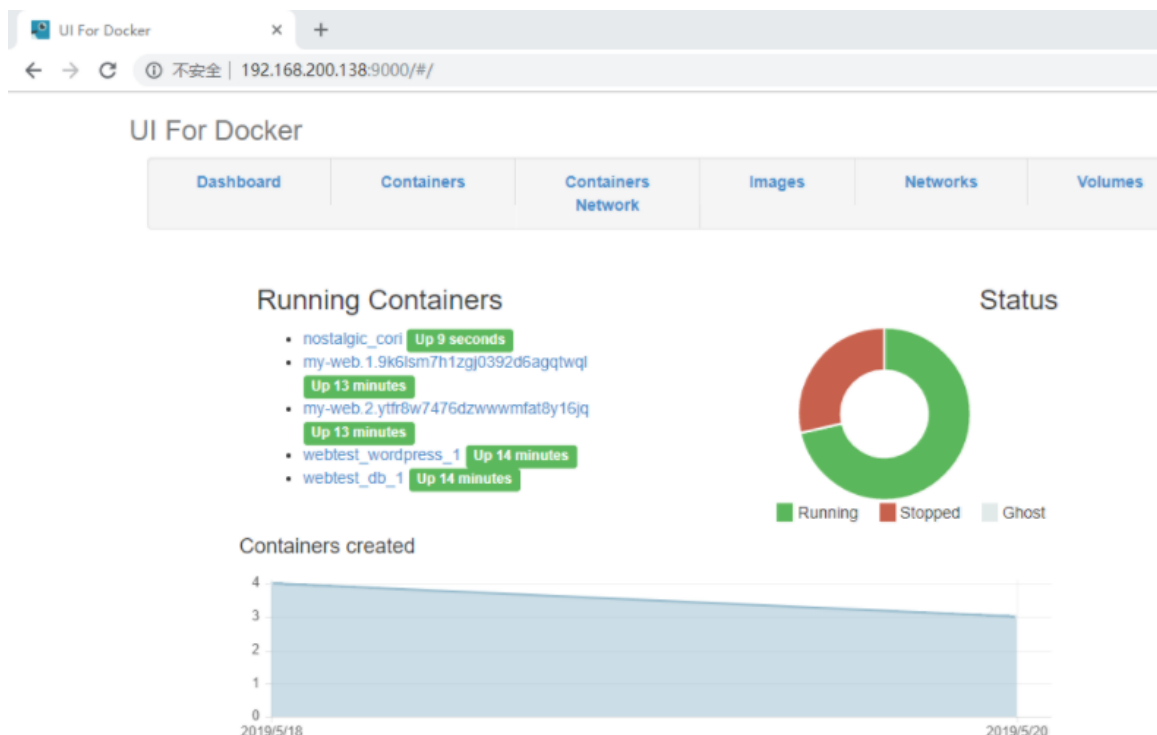 UI For Docker
不安全 | 192.168.200.138:9000/#/
UI For Docker
Dashboard Containers Containers Network Images Networks Volumes
Running Containers
nostalgic_cori Up 9 seconds
my-web.1.9k6lsm7h1zgj0392d6agqtwql
Up 13 minutes
my-web.2.ytfr8w7476dzwwwmfat8y16jq
Up 13 minutes
webtest_wordpress_1 Up 14 minutes
webtest_db_1 Up 14 minutes
Status
Running Stopped Ghost
Containers created
4
3
2
1
0
2019/5/18 2019/5/20